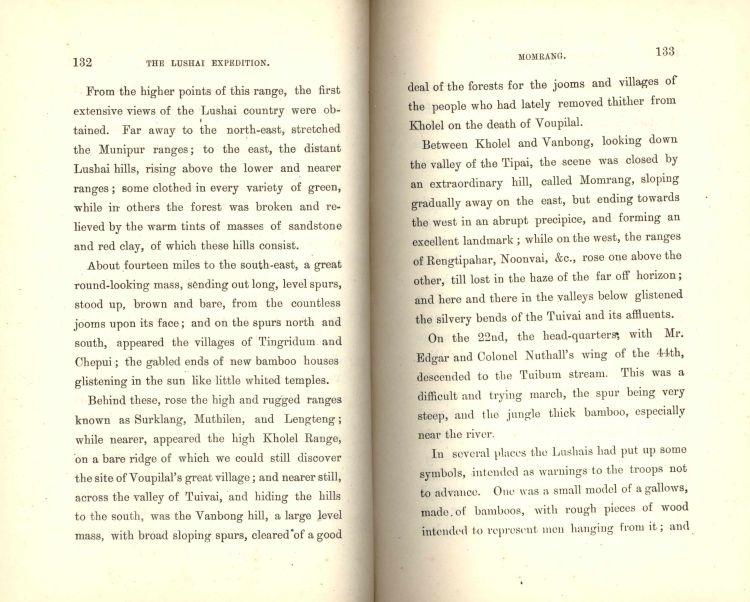 132 THE LUSHAI EXPEDITION.
From the higher points of this range, the first
extensive views of the Lushai country were ob-
tained. Far away to the north-east, stretched
the Munipur ranges; to the east, the distant
Lushai hills, rising above the lower and nearer
ranges; some clothed in every variety of green,
while in others the forest was broken and re-
lieved by the warm tints of masses of sandstone
and red clay, of which these hills consist.
About fourteen miles to the south-east, a great
round-looking mass, sending out long, level spurs,
stood up, brown and bare, from the countless
jooms upon its face; and on the spurs north and
south, appeared the villages of Tingridum and
Chepui; the gabled ends of new bamboo houses
glistening in the sun like little whited temples.
Behind these, rose the high and rugged ranges
known as Surklang, Muthilen, and Lengteng;
while nearer, appeared the high Kholel Range,
on a bare ridge of which we could still discover
the site of Voupilal's great village; and nearer still,
across the valley of Tuivai, and hiding the hills
to the south, was the Vanbong hill, a large level
mass, with broad sloping spurs, cleared of a good
MOMRANG. 133
deal of the forests for the jooms and villages of
the people who had lately removed thither from
Kholel on the death of Voupilal.
Between Kholel and Vanbong, looking down
the valley of the Tipai, the scene was closed by
an extraordinary hill, called Momrang, sloping
gradually away on the east, but ending towards
the west in an abrupt precipice, and forming an
excellent landmark; while on the west, the ranges
of Rengtipahar, Noonvai, &c., rose one above the
other, till lost in the haze of the far off horizon;
and here and there in the valleys below glistened
the silvery bends of the Tuivai and its affluents.
On the 22nd, the head-quarters, with Mr.
Edgar and Colonel Nuthall's wing of the 44th,
descended to the Tuibum stream. This was a
difficult and trying march, the spur being very
steep, and the jungle thick bamboo, especially
near the river.
In several places the Lushais had put up some
symbols, intended as warnings to the troops not
to advance. One was a small model of a gallows,
made of bamboos, with rough pieces of wood
intended to represent men hanging from it; and